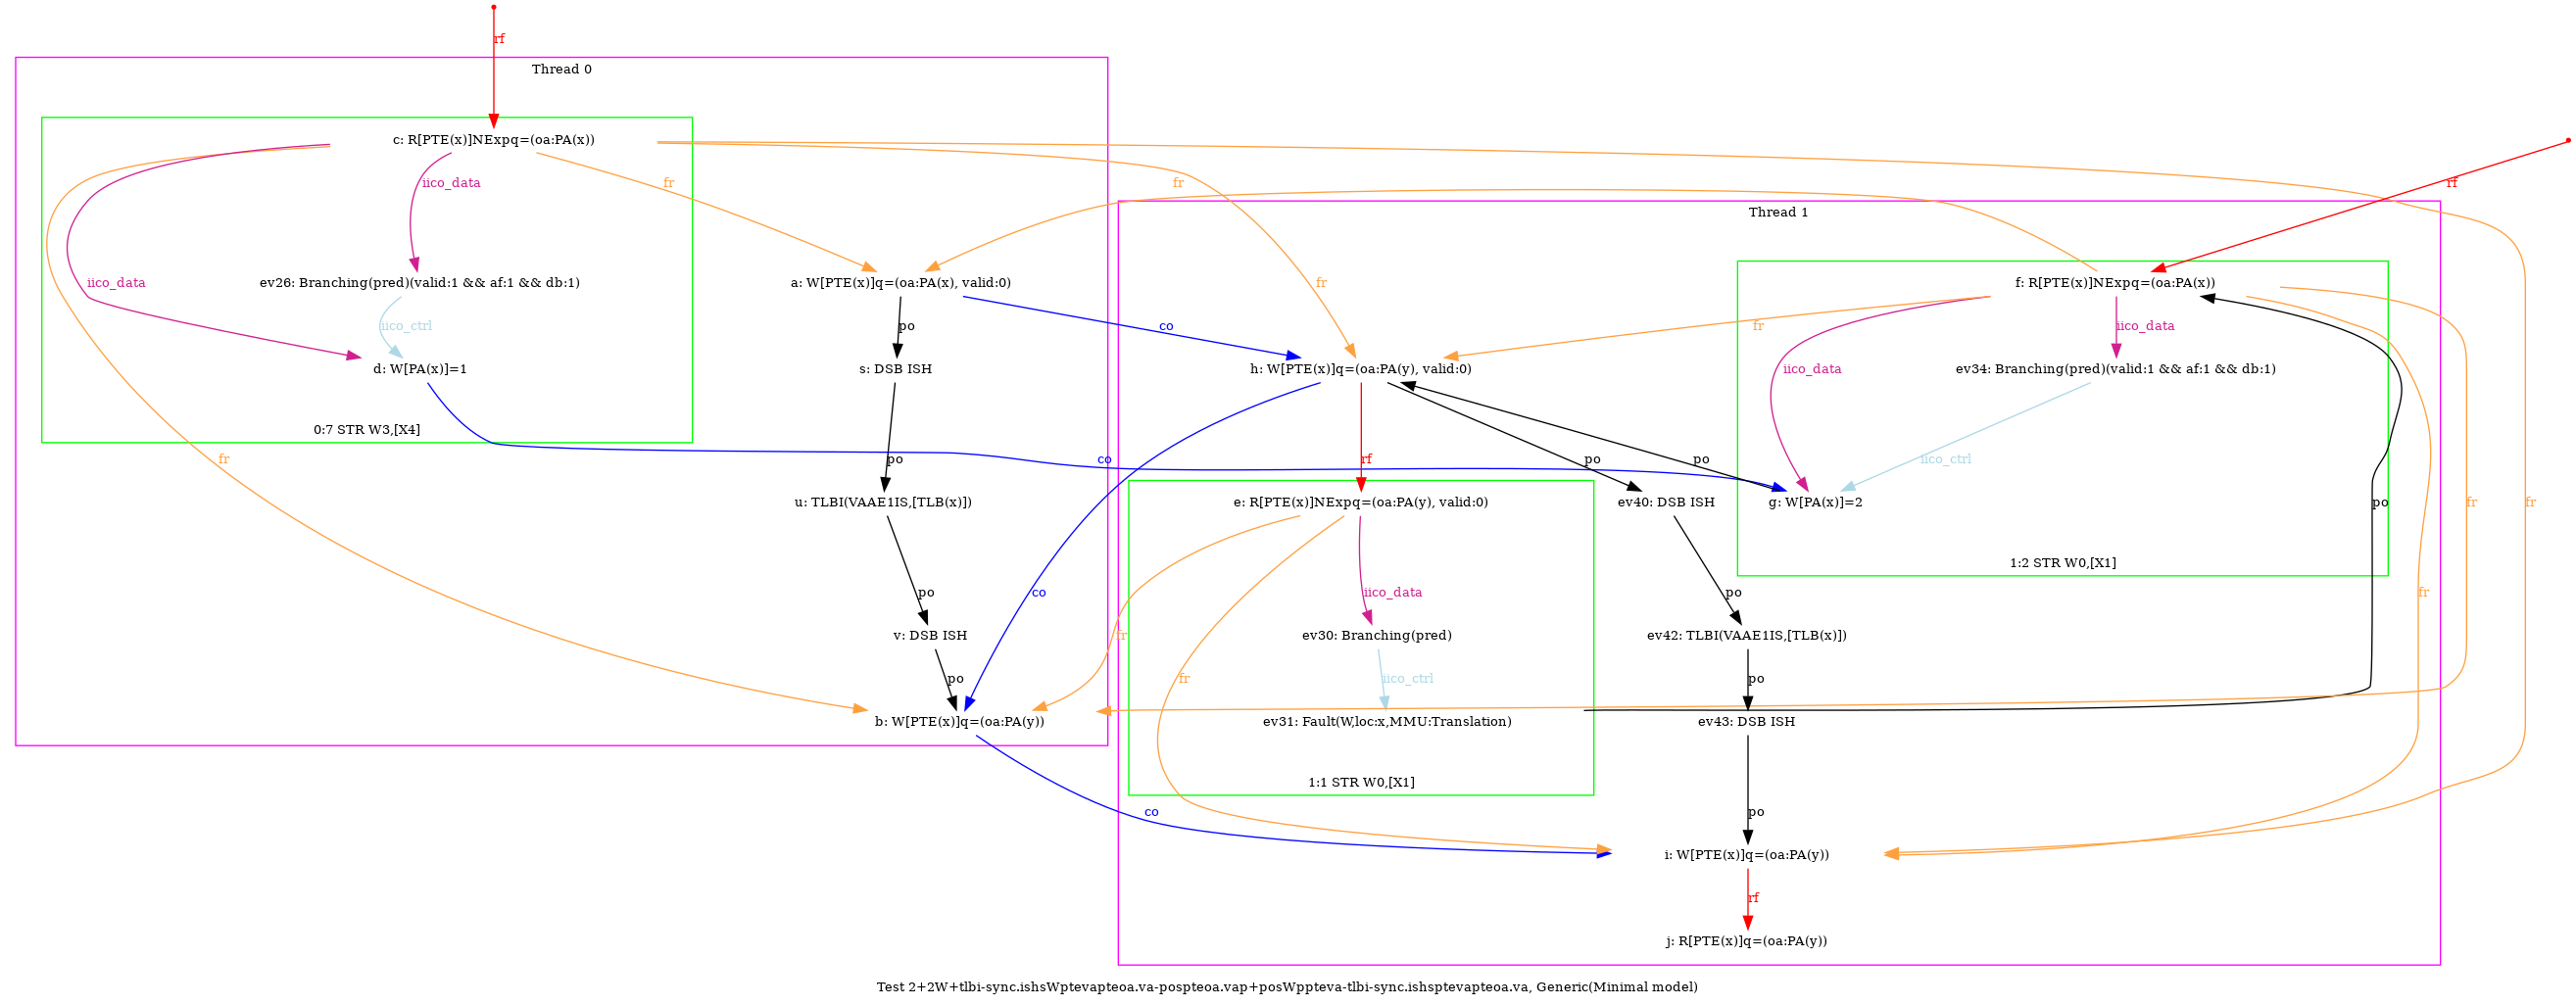 rf
Thread 0
c: R[PTE(x)]NExpq=(oa:PA(x))
rf
iico_data
fr
fr
Thread 1
iico_data
ev26: Branching(pred)(valid:1 && af:1 && db:1)
a: W[PTE(x)]q=(oa:PA(x), valid:0)
fr
f: R[PTE(x)]NExpq=(oa:PA(x))
iico_ctrl
po
co
fr
iico_data
d: W[PA(x)]=1
s: DSB ISH
h: W[PTE(x)]q=(oa:PA(y), valid:0)
iico_data
ev34: Branching(pred)(valid:1 && af:1 && db:1)
0:7 STR W3,[X4]
fr
po
co
rf
po
po
iico_ctrl
u: TLBI(VAAE1IS,[TLB(x)])
e: R[PTE(x)]NExpq=(oa:PA(y), valid:0)
ev40: DSB ISH
g: W[PA(x)]=2
po
fr
fr
1:2 STR W0,[X1]
po
co
iico_data
po
fr
v: DSB ISH
fr
ev30: Branching(pred)
ev42: TLBI(VAAE1IS,[TLB(x)])
po
fr
iico_ctrl
po
b: W[PTE(x)]q=(oa:PA(y))
ev31: Fault(W,loc:x,MMU:Translation)
ev43: DSB ISH
1:1 STR W0,[X1]
co
po
i: W[PTE(x)]q=(oa:PA(y))
rf
j: R[PTE(x)]q=(oa:PA(y))
Test 2+2W+tlbi-sync.ishsWptevapteoa.va-pospteoa.vap+posWppteva-tlbi-sync.ishsptevapteoa.va, Generic(Minimal model)